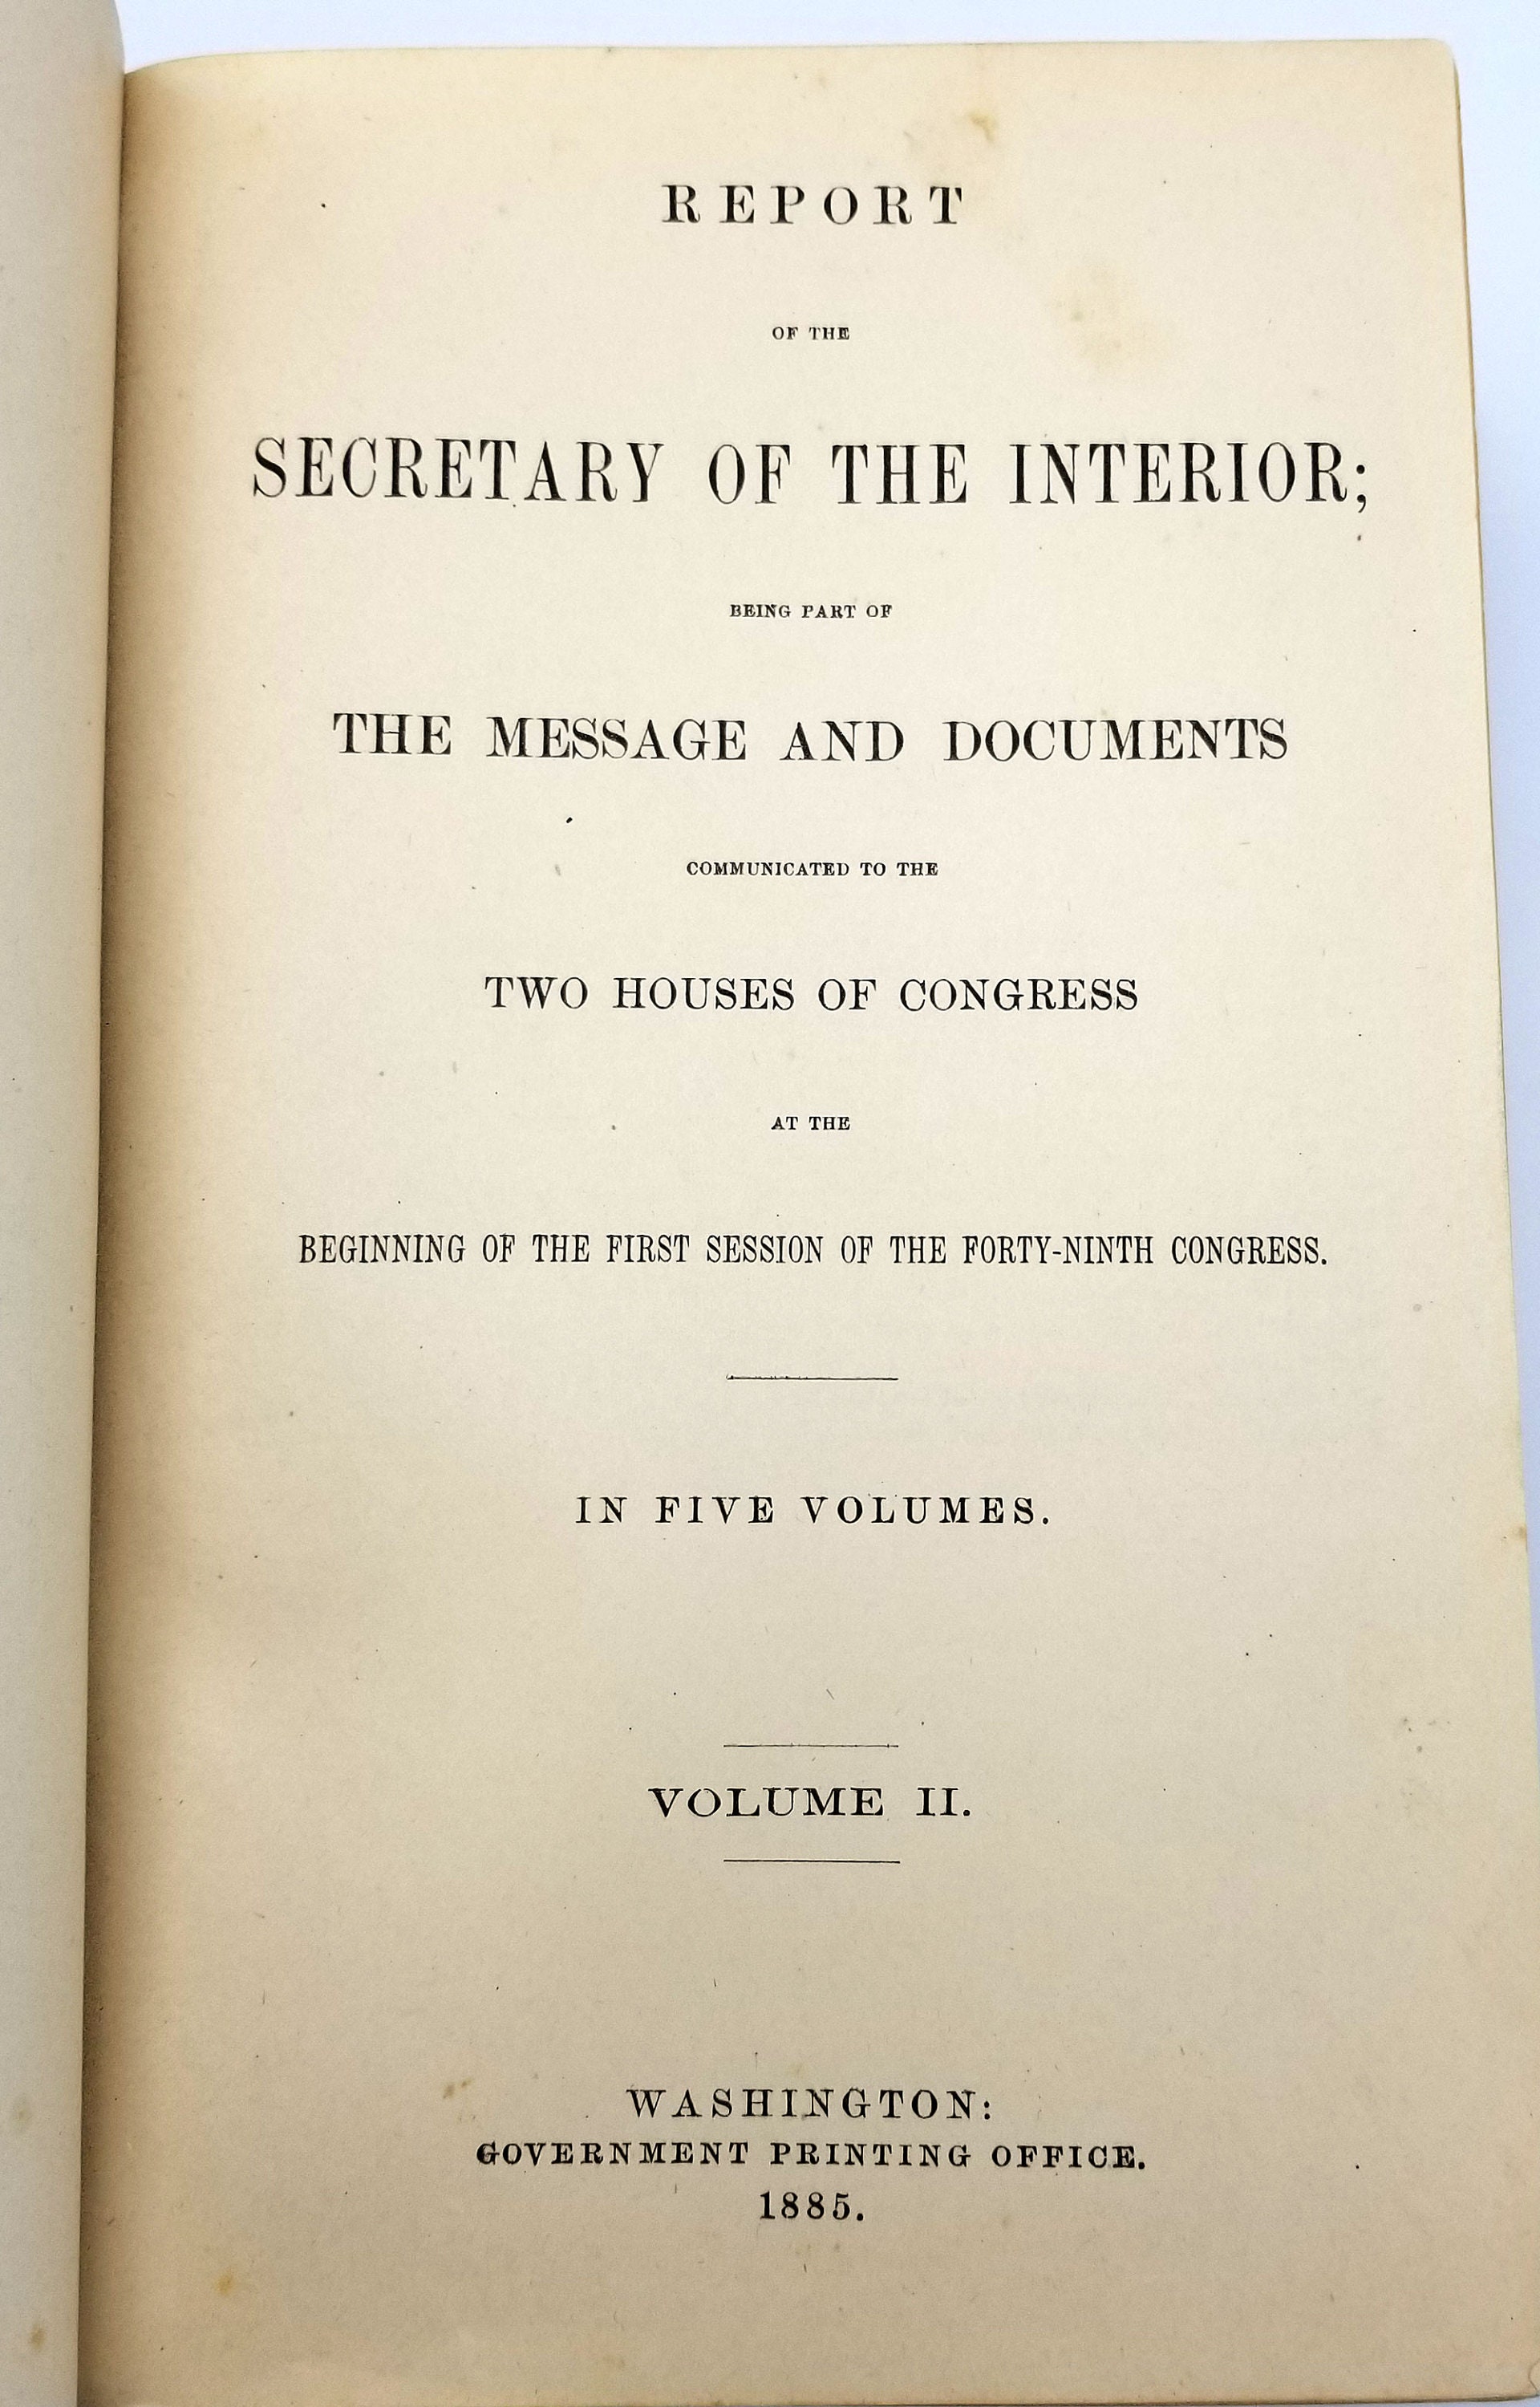 REPORT
OF THE
SECRETARY OF THE INTERIOR;
BEING PART OF
THE MESSAGE AND DOCUMENTS
COMMUNICATED TO THE
TWO HOUSES OF CONGRESS
AT THE
BEGINNING OF THE FIRST SESSION OF THE FORTY-NINTH CONGRESS.
IN FIVE VOLUMES.
VOLUME II.
WASHINGTON:
GOVERNMENT PRINTING OFFICE.
1885.